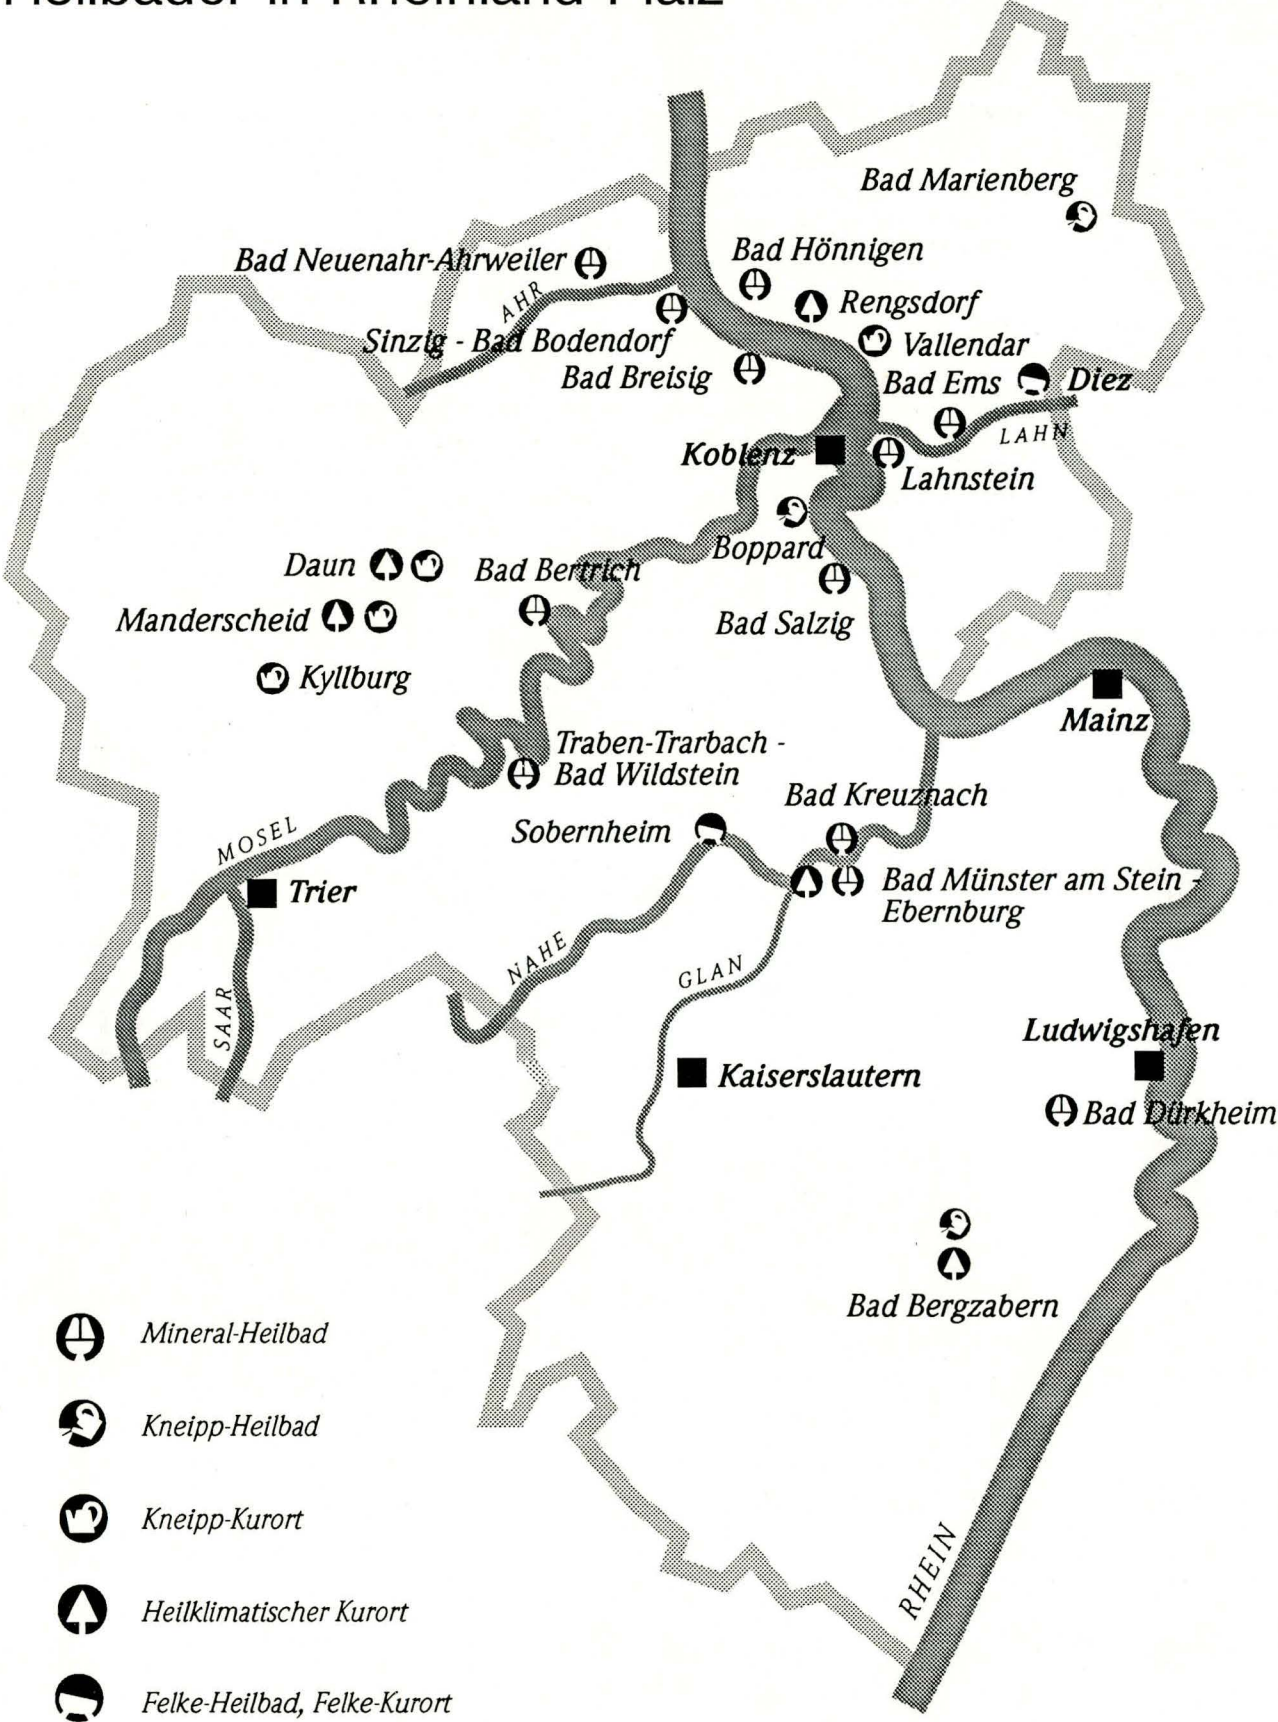 Heilbäder in Rheinland-Pfalz
Bad Marienberg
Bad Neuenahr-Ahrweiler
Bad Hönnigen
AHR
Rengsdorf
Sinzig - Bad Bodendorf
Vallendar
Bad Breisig
Bad Ems
Diez
LAHN
Koblenz
Lahnstein
Boppard
Daun
Bad Bertrich
Manderscheid
Bad Salzig
Kyllburg
Mainz
Traben-Trarbach -
Bad Wildstein
Bad Kreuznach
MOSEL
Sobernheim
Trier
Bad Münster am Stein -
Ebernburg
NAHE
GLAN
SAAR
Ludwigshafen
Kaiserslautern
Bad Dürkheim
Bad Bergzabern
Mineral-Heilbad
Kneipp-Heilbad
Kneipp-Kurort
RHEIN
Heilklimatischer Kurort
Felke-Heilbad, Felke-Kurort